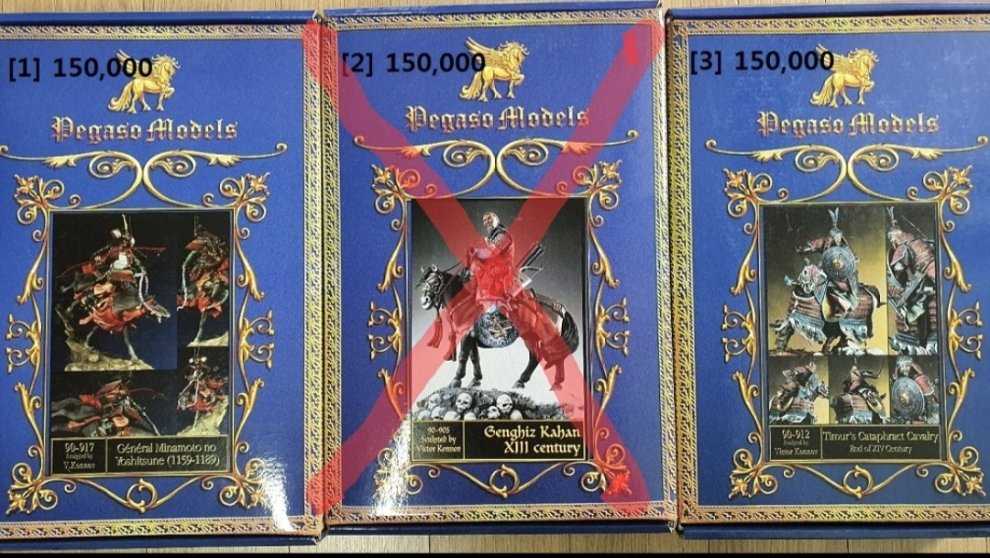 [1] 150,000
Pegaso Models
90-917
Sculpted by
V. Konnov
Général Minamoto no
Yoshitsune (1159-1189)
[2] 150,000
Pegaso Models
90-905
Sculpted by
Victor Konnov
Genghiz Kahan
XIII century
[3] 150,000
Pegaso Models
90-912
Sculpted by
Victor Konnov
Timur's Cataphract Cavalry
End of XIV Century